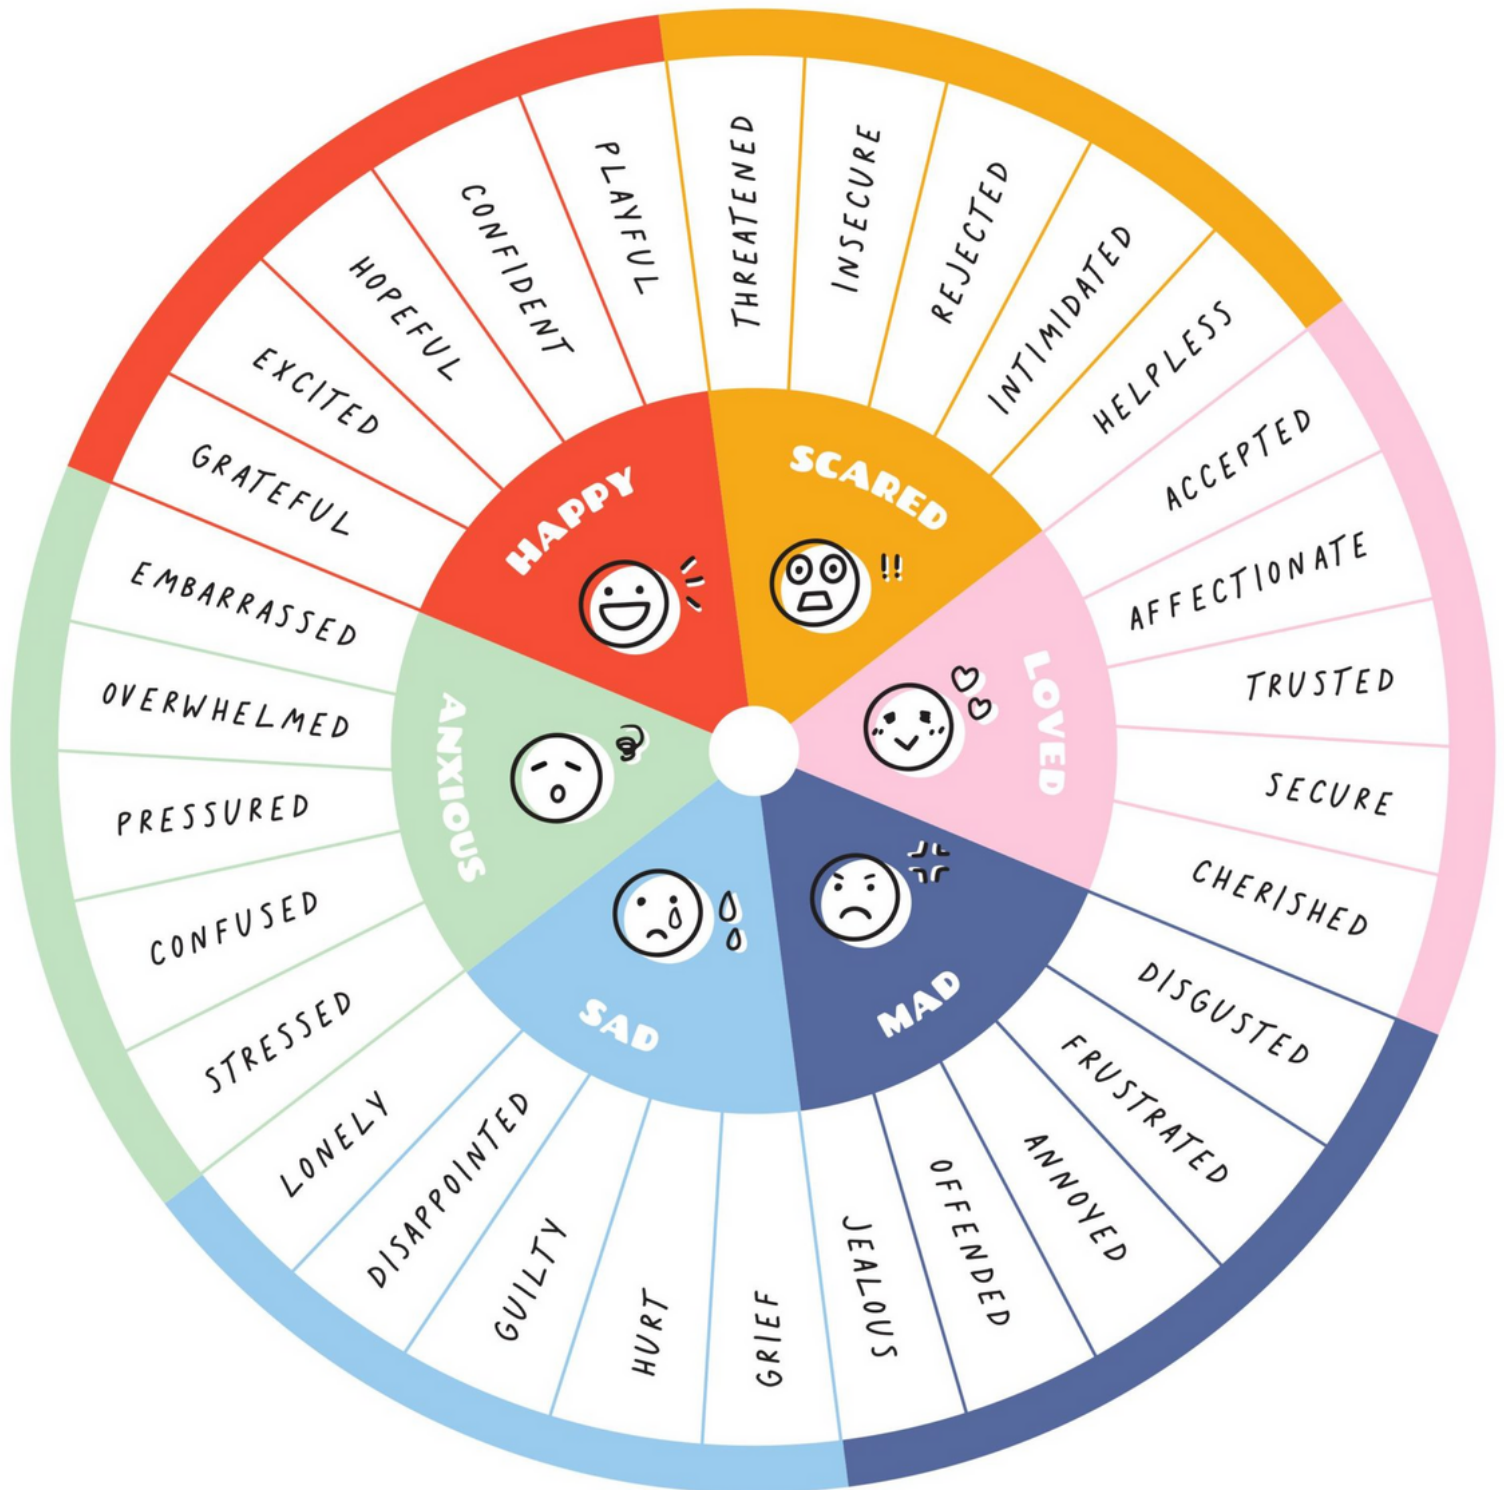 HAPPY
GRATEFUL
EXCITED
HOPEFUL
CONFIDENT
PLAYFUL
SCARED
!!
THREATENED
INSECURE
REJECTED
INTIMIDATED
HELPLESS
LOVED
ACCEPTED
AFFECTIONATE
TRUSTED
SECURE
CHERISHED
MAD
DISGUSTED
FRUSTRATED
ANNOYED
OFFENDED
JEALOUS
SAD
GRIEF
HURT
GUILTY
DISAPPOINTED
LONELY
ANXIOUS
STRESSED
CONFUSED
PRESSURED
OVERWHELMED
EMBARRASSED